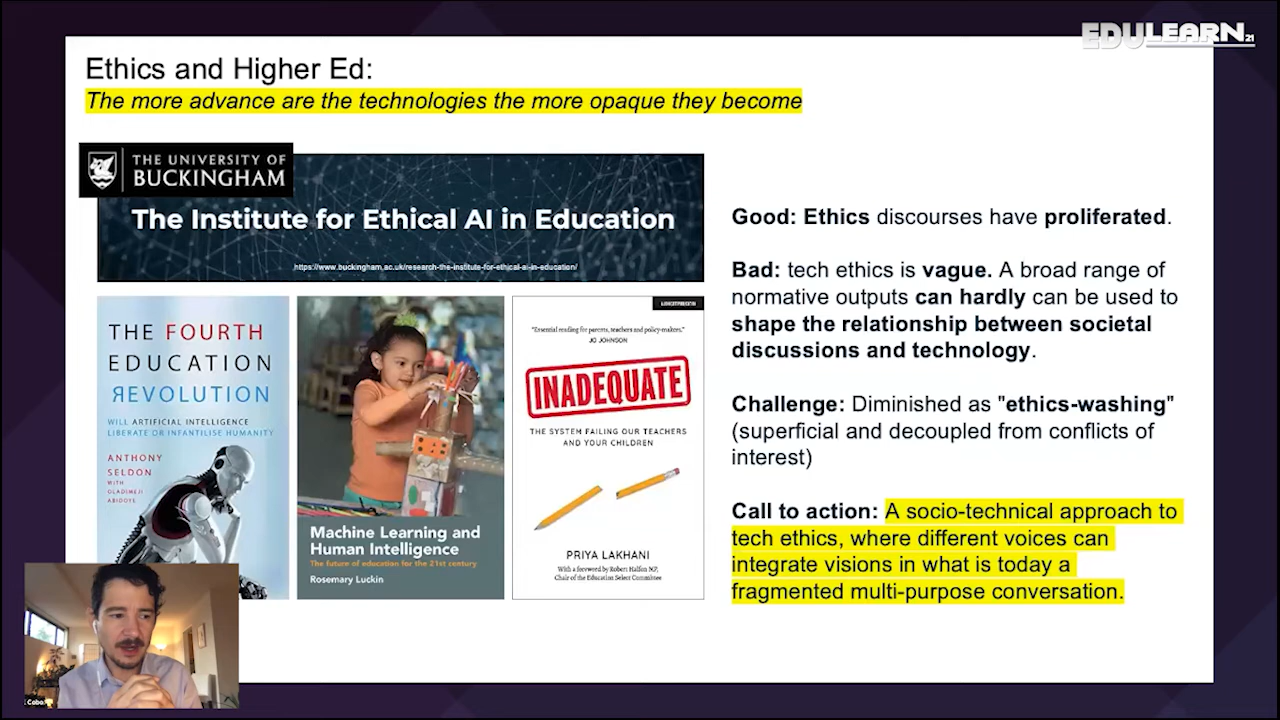 EDULEARN21
Ethics and Higher Ed:
The more advance are the technologies the more opaque they become
THE UNIVERSITY OF
BUCKINGHAM
The Institute for Ethical AI in Education
https://www.buckingham.ac.uk/research-the-institute-for-ethical-ai-in-education/
THE FOURTH
EDUCATION
ЯEVOLUTION
WILL ARTIFICIAL INTELLIGENCE
LIBERATE OR INFANTILISE HUMANITY
ANTHONY
SELDON
WITH
OLADIMEJI
ABIDOYE
Machine Learning and
Human Intelligence
The future of education for the 21st century
Rosemary Luckin
"Essential reading for parents, teachers and policy-makers."
JO JOHNSON
INADEQUATE
THE SYSTEM FAILING OUR TEACHERS
AND YOUR CHILDREN
PRIYA LAKHANI
With a foreword by Robert Halfon MP,
Chair of the Education Select Committee
Good: Ethics discourses have proliferated.
Bad: tech ethics is vague. A broad range of
normative outputs can hardly can be used to
shape the relationship between societal
discussions and technology.
Challenge: Diminished as "ethics-washing"
(superficial and decoupled from conflicts of
interest)
Call to action: A socio-technical approach to
tech ethics, where different voices can
integrate visions in what is today a
fragmented multi-purpose conversation.
Cobo